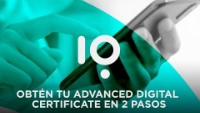 OBTÉN TU ADVANCED DIGITAL
CERTIFICATE EN 2 PASOS